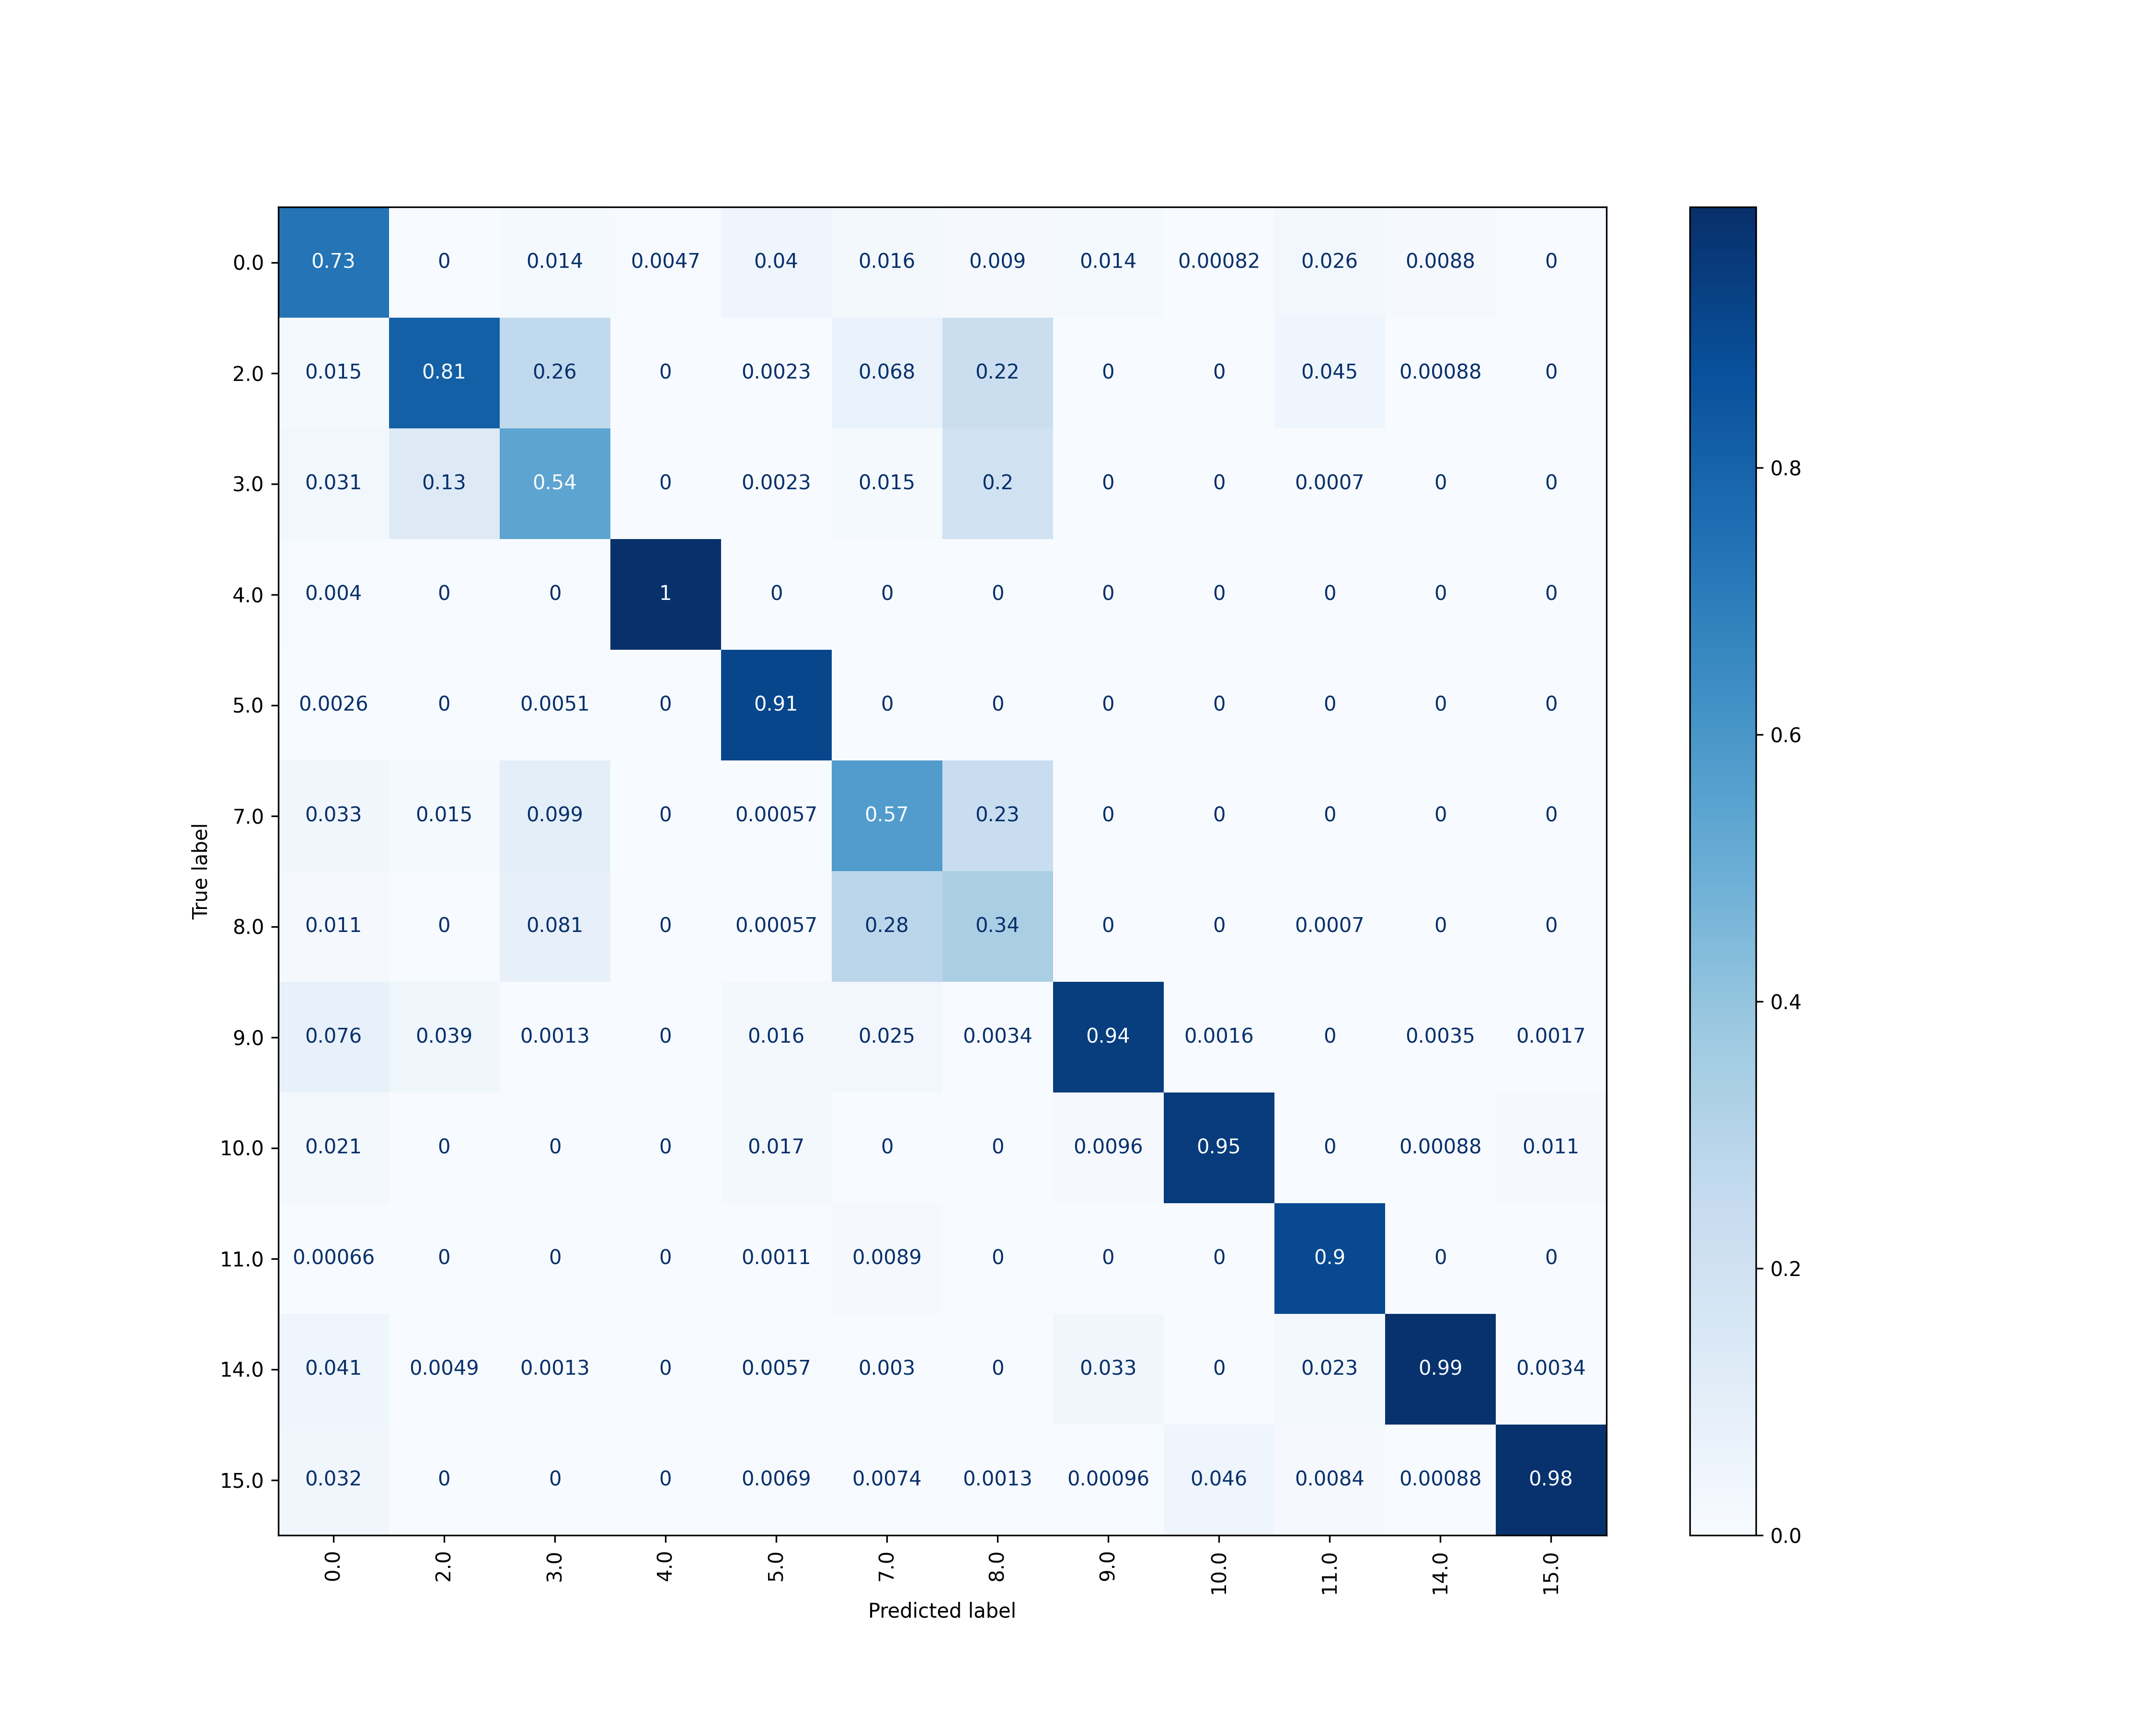 0.0 0.73 0 0.014 0.0047 0.04 0.016 0.009 0.014 0.00082 0.026 0.0088 0
2.0 0.015 0.81 0.26 0 0.0023 0.068 0.22 0 0 0.045 0.00088 0
3.0 0.031 0.13 0.54 0 0.0023 0.015 0.2 0 0 0.0007 0 0
4.0 0.004 0 0 1 0 0 0 0 0 0 0 0
5.0 0.0026 0 0.0051 0 0.91 0 0 0 0 0 0 0
7.0 0.033 0.015 0.099 0 0.00057 0.57 0.23 0 0 0 0 0
8.0 0.011 0 0.081 0 0.00057 0.28 0.34 0 0 0.0007 0 0
9.0 0.076 0.039 0.0013 0 0.016 0.025 0.0034 0.94 0.0016 0 0.0035 0.0017
10.0 0.021 0 0 0 0.017 0 0 0.0096 0.95 0 0.00088 0.011
11.0 0.00066 0 0 0 0.0011 0.0089 0 0 0 0.9 0 0
14.0 0.041 0.0049 0.0013 0 0.0057 0.003 0 0.033 0 0.023 0.99 0.0034
15.0 0.032 0 0 0 0.0069 0.0074 0.0013 0.00096 0.046 0.0084 0.00088 0.98
True label
0.0 2.0 3.0 4.0 5.0 7.0 8.0 9.0 10.0 11.0 14.0 15.0
Predicted label
0.8
0.6
0.4
0.2
0.0